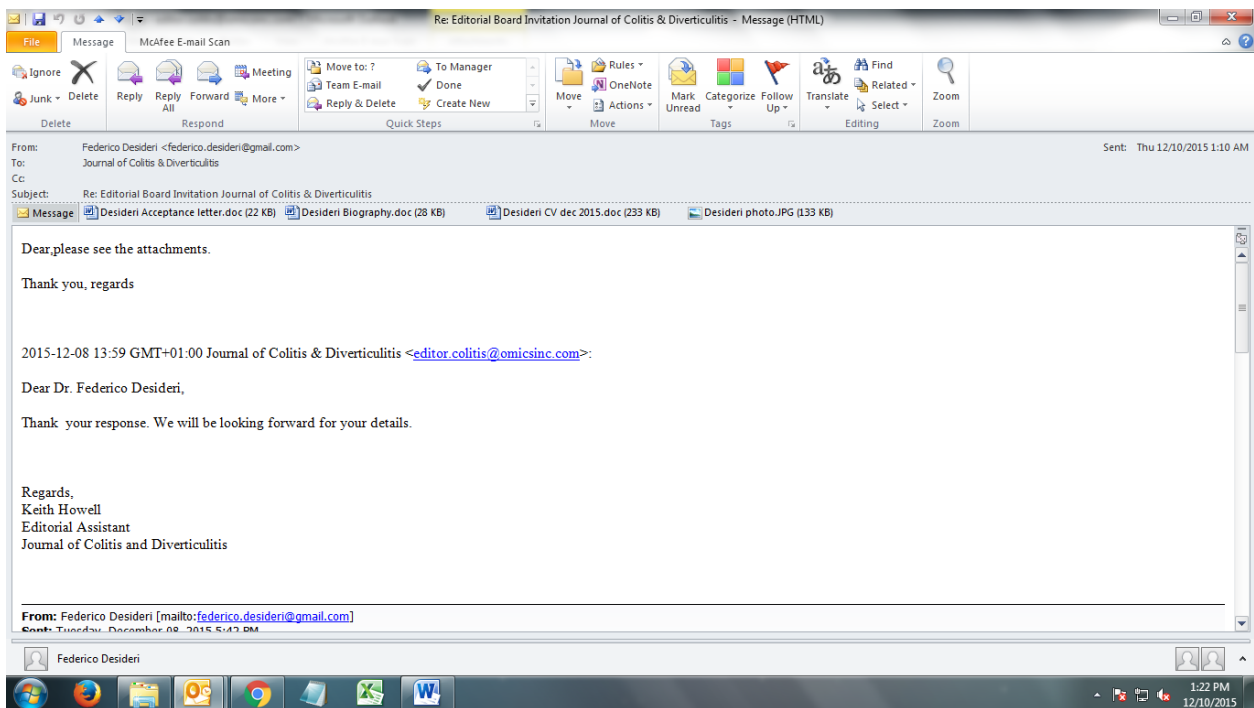 Re: Editorial Board Invitation Journal of Colitis & Diverticulitis - Message (HTML)
File Message McAfee E-mail Scan
Ignore
Junk
Delete
Reply
Reply All
Forward
Meeting
More
Move to: ?
Team E-mail
Reply & Delete
To Manager
Done
Create New
Move
Rules
OneNote
Actions
Mark Unread
Categorize
Follow Up
Translate
Find
Related
Select
Zoom
Delete Respond Quick Steps Move Tags Editing Zoom
From: Federico Desideri <federico.desideri@gmail.com> Sent: Thu 12/10/2015 1:10 AM
To: Journal of Colitis & Diverticulitis
Cc:
Subject: Re: Editorial Board Invitation Journal of Colitis & Diverticulitis
Message Desideri Acceptance letter.doc (22 KB) Desideri Biography.doc (28 KB) Desideri CV dec 2015.doc (233 KB) Desideri photo.JPG (133 KB)
Dear,please see the attachments.
Thank you, regards
2015-12-08 13:59 GMT+01:00 Journal of Colitis & Diverticulitis <editor.colitis@omicsinc.com>:
Dear Dr. Federico Desideri,
Thank your response. We will be looking forward for your details.
Regards,
Keith Howell
Editorial Assistant
Journal of Colitis and Diverticulitis
From: Federico Desideri [mailto:federico.desideri@gmail.com]
Sent: Tuesday, December 08, 2015 5:42 PM
Federico Desideri
1:22 PM
12/10/2015